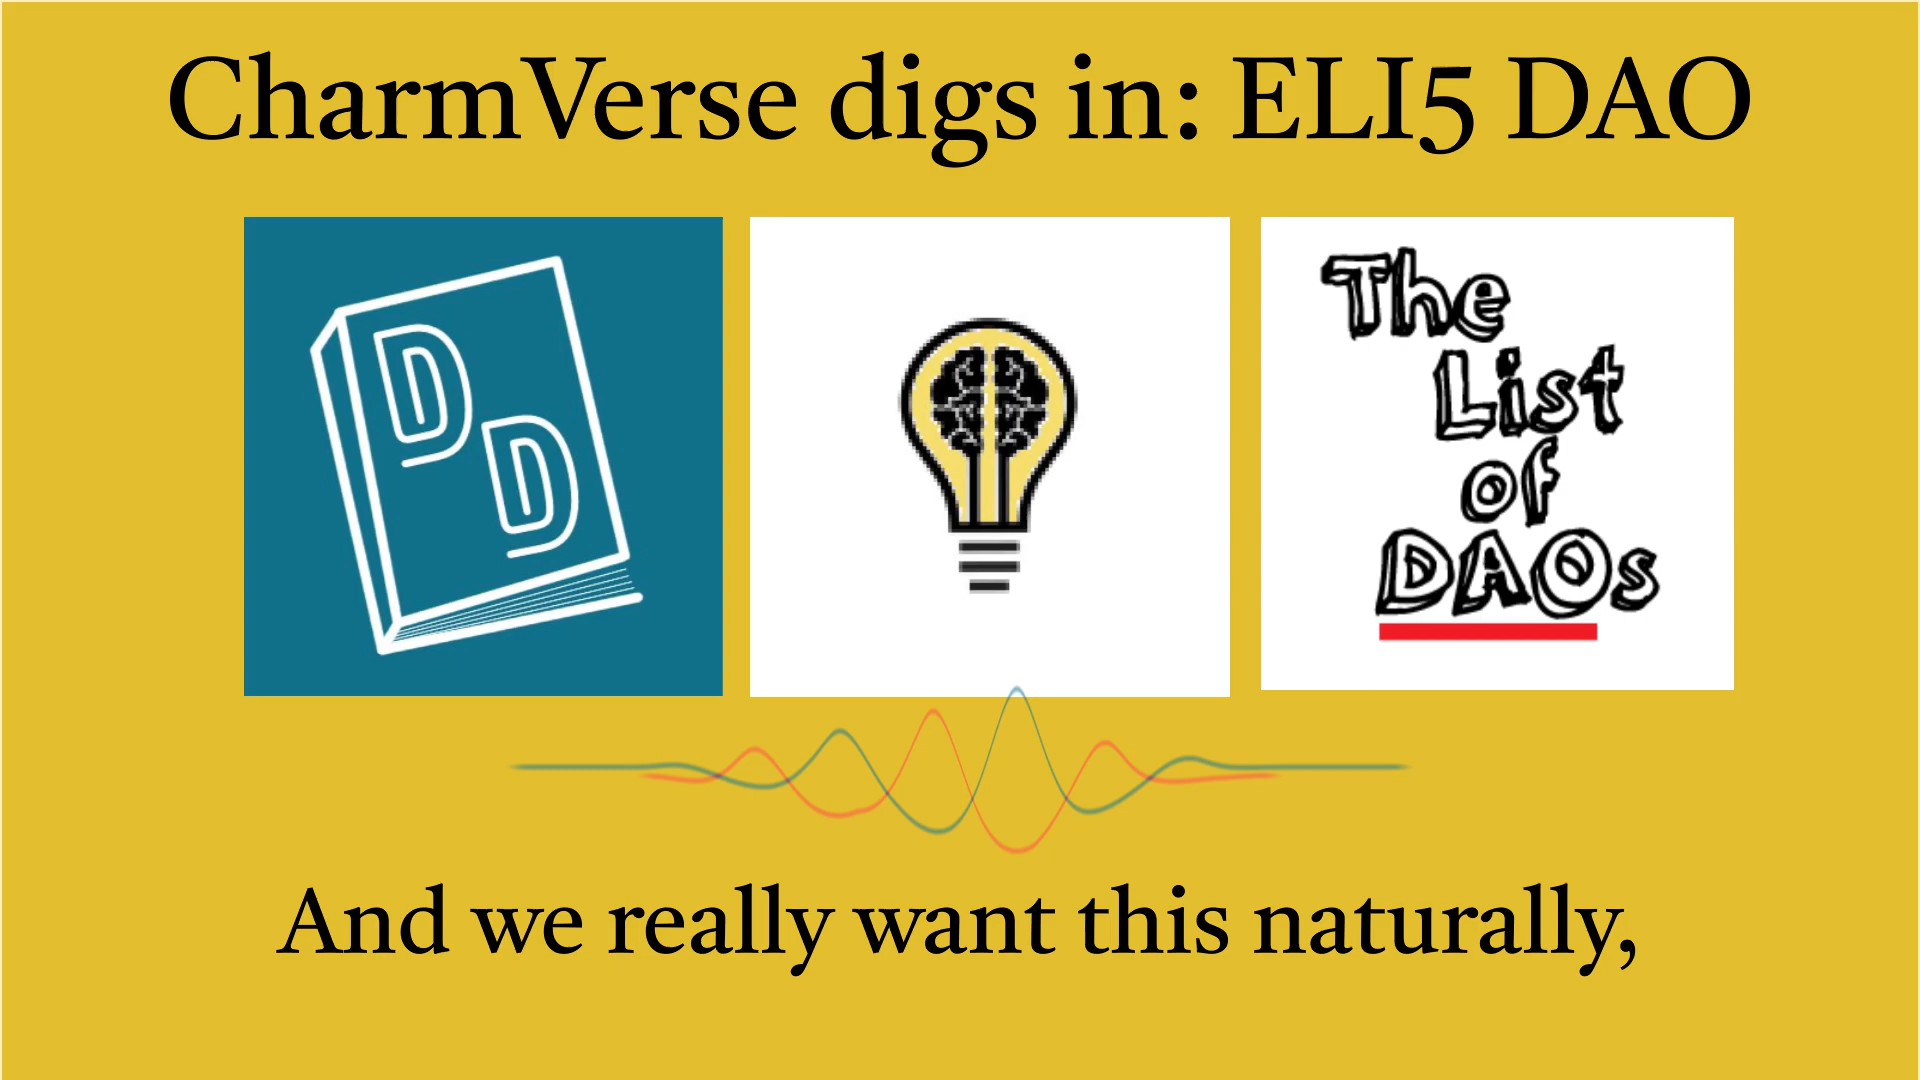 CharmVerse digs in: ELI5 DAO
DD
The
List
of
DAOs
And we really want this naturally,